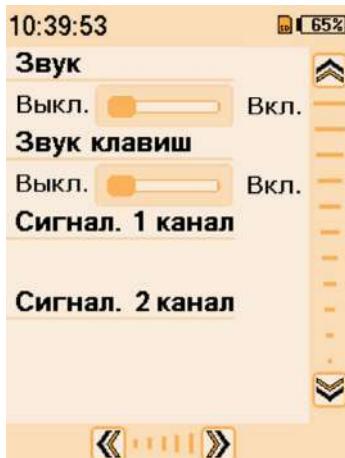 10:39:53 65%
Звук
Выкл. Вкл.
Звук клавиш
Выкл. Вкл.
Сигнал. 1 канал
Сигнал. 2 канал